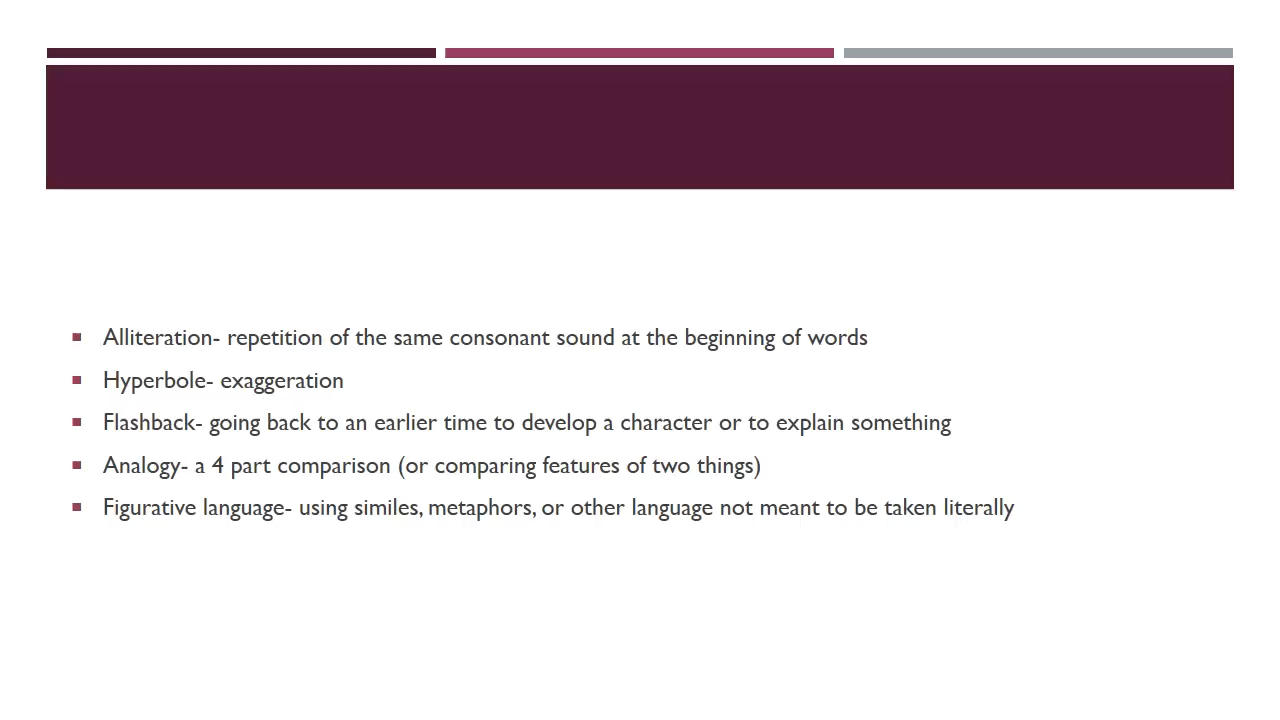 Alliteration- repetition of the same consonant sound at the beginning of words
Hyperbole- exaggeration
Flashback- going back to an earlier time to develop a character or to explain something
Analogy- a 4 part comparison (or comparing features of two things)
Figurative language- using similes, metaphors, or other language not meant to be taken literally